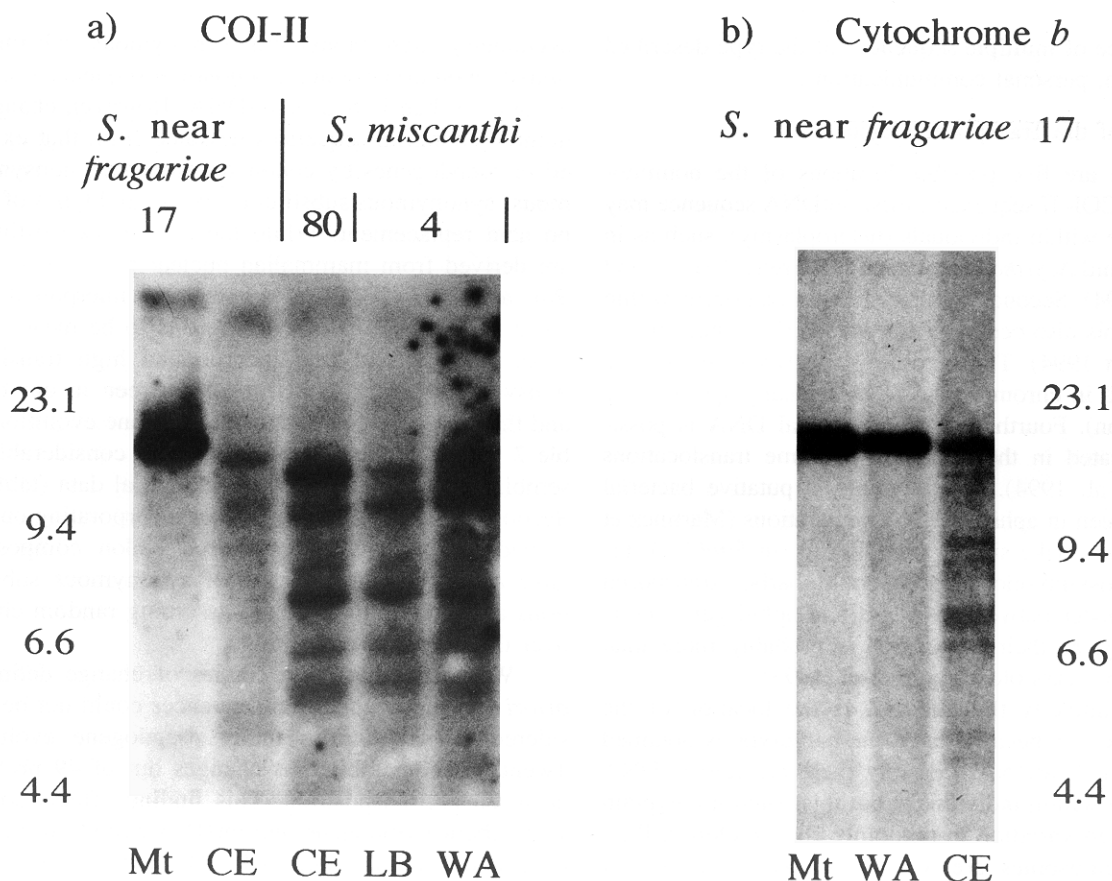 a) COI-II
b) Cytochrome b
S. near fragariae
S. miscanthi
17 80 4
S. near fragariae 17
23.1
9.4
6.6
4.4
Mt CE CE LB WA
23.1
9.4
6.6
4.4
Mt WA CE